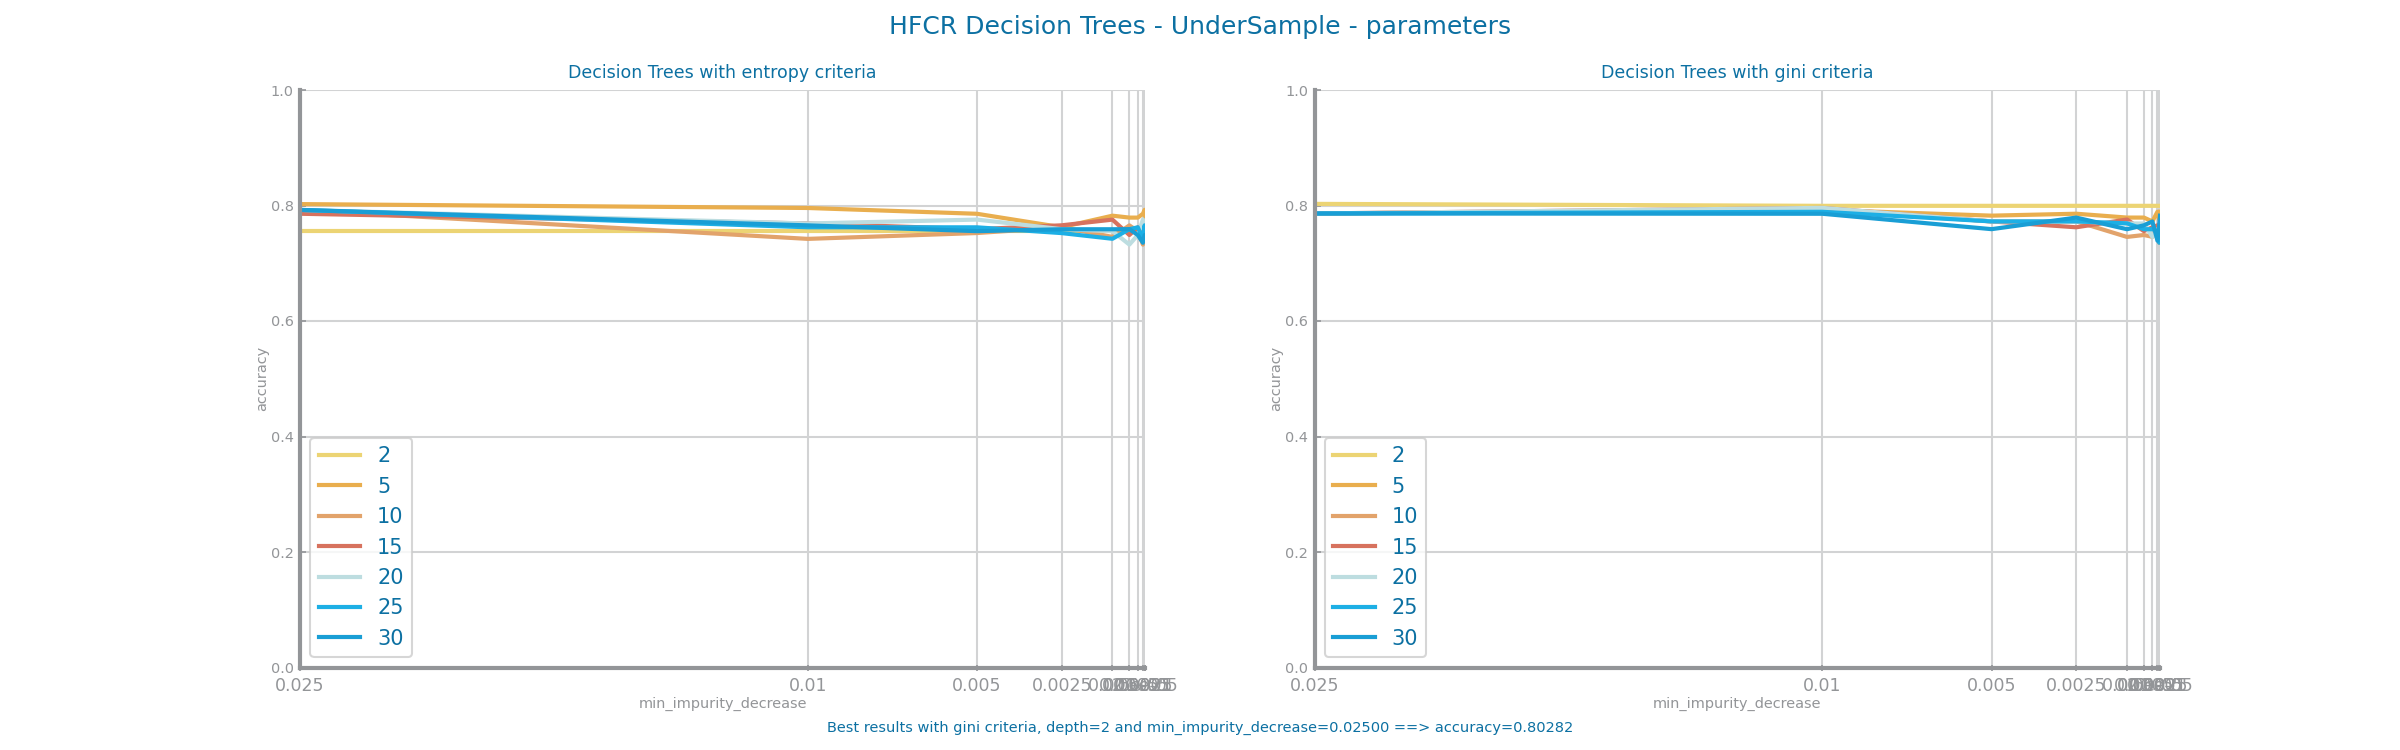 HFCR Decision Trees - UnderSample - parameters
Decision Trees with entropy criteria
1.0
0.8
0.6
0.4
0.2
0.0
accuracy
2
5
10
15
20
25
30
0.025 0.01 0.005 0.0025
min_impurity_decrease
Decision Trees with gini criteria
1.0
0.8
0.6
0.4
0.2
0.0
accuracy
2
5
10
15
20
25
30
0.025 0.01 0.005 0.0025
min_impurity_decrease
Best results with gini criteria, depth=2 and min_impurity_decrease=0.02500 ==> accuracy=0.80282